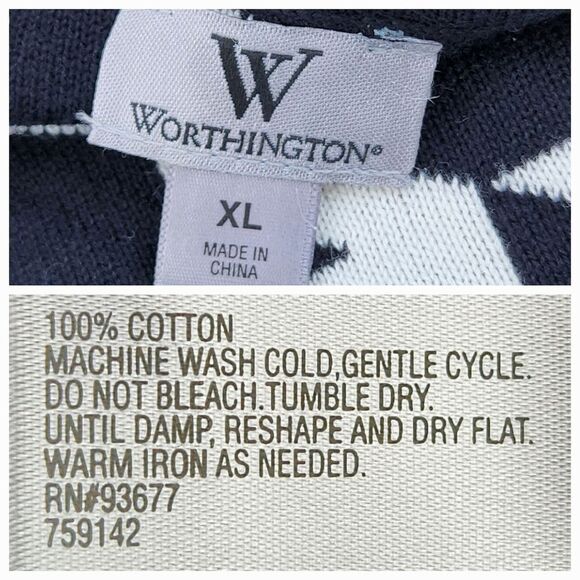 W
WORTHINGTON®
XL
MADE IN
CHINA
100% COTTON
MACHINE WASH COLD,GENTLE CYCLE.
DO NOT BLEACH.TUMBLE DRY.
UNTIL DAMP, RESHAPE AND DRY FLAT.
WARM IRON AS NEEDED.
RN#93677
759142